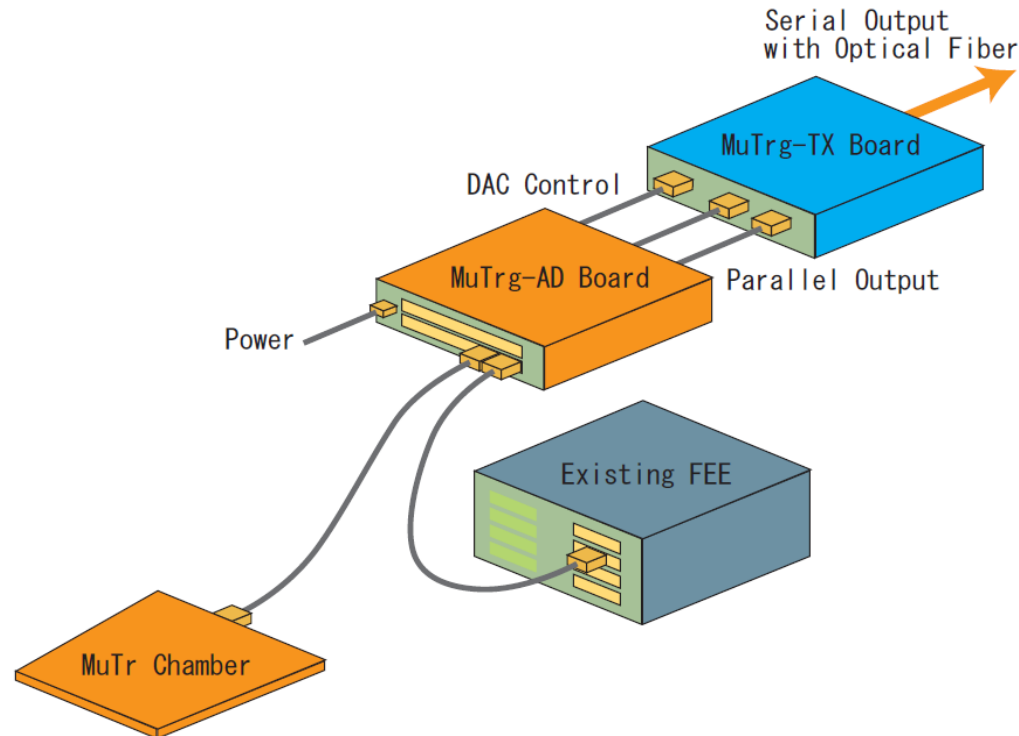 Serial Output
with Optical Fiber
MuTrg-TX Board
DAC Control
MuTrg-AD Board
Parallel Output
Power
Existing FEE
MuTr Chamber